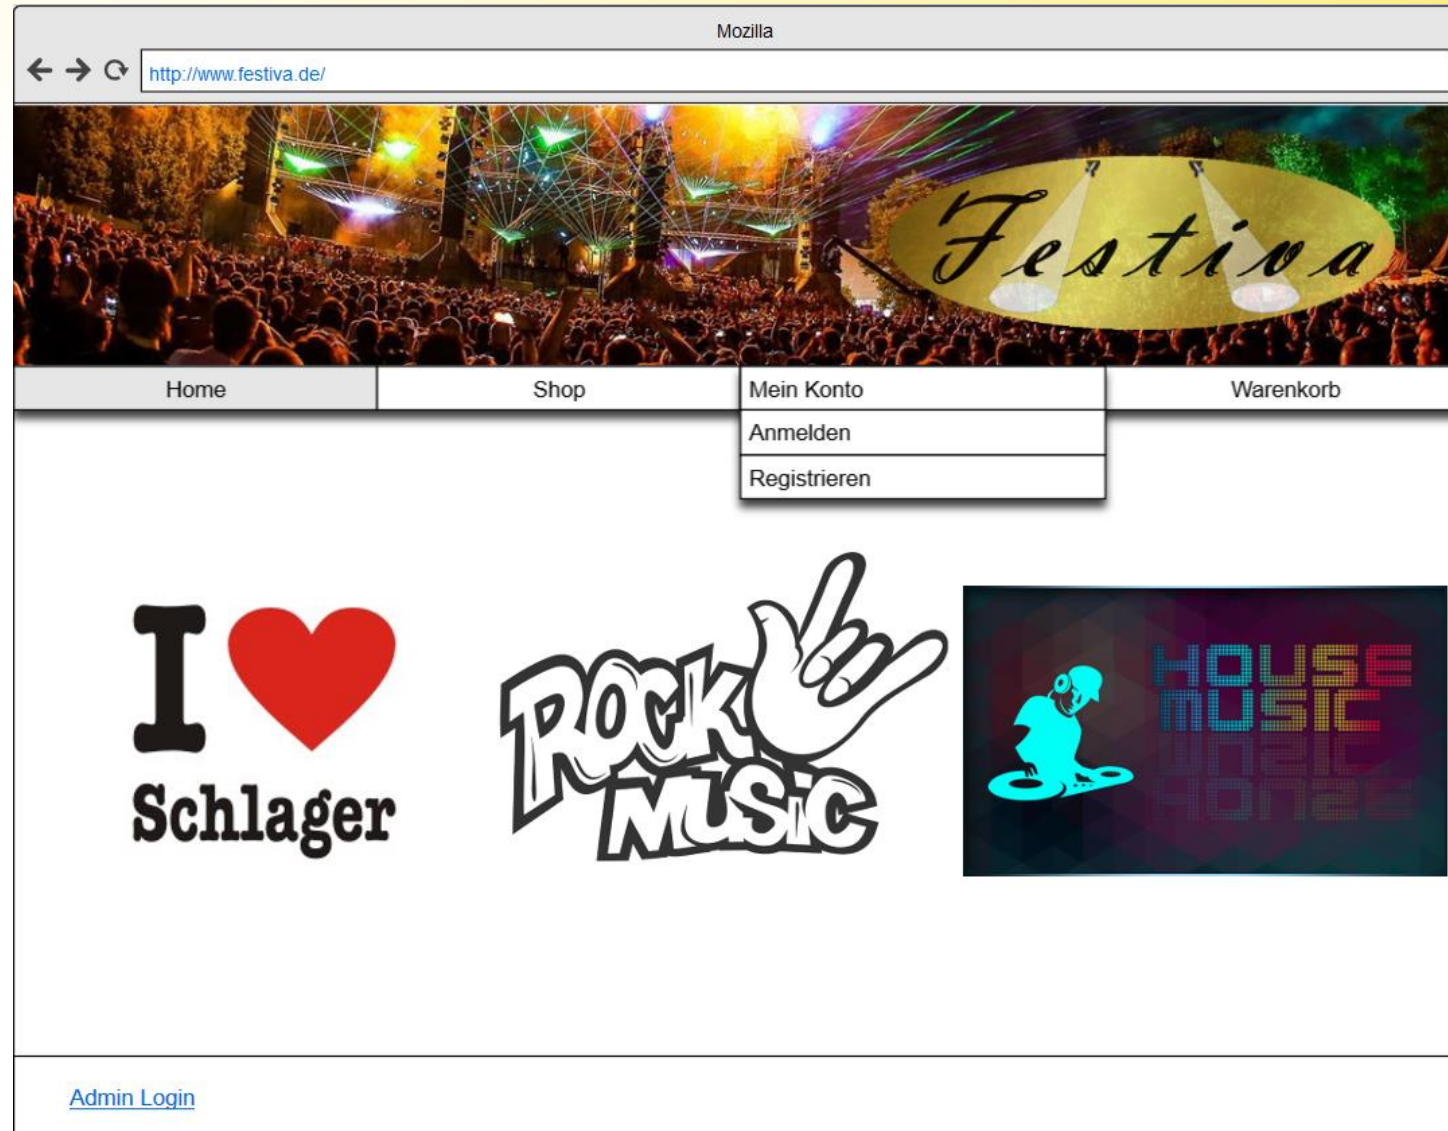 Mozilla
http://www.festiva.de/
Festiva
Home
Shop
Mein Konto
Warenkorb
Anmelden
Registrieren
I
Schlager
ROCK
MUSIC
HOUSE
MUSIC
Admin Login